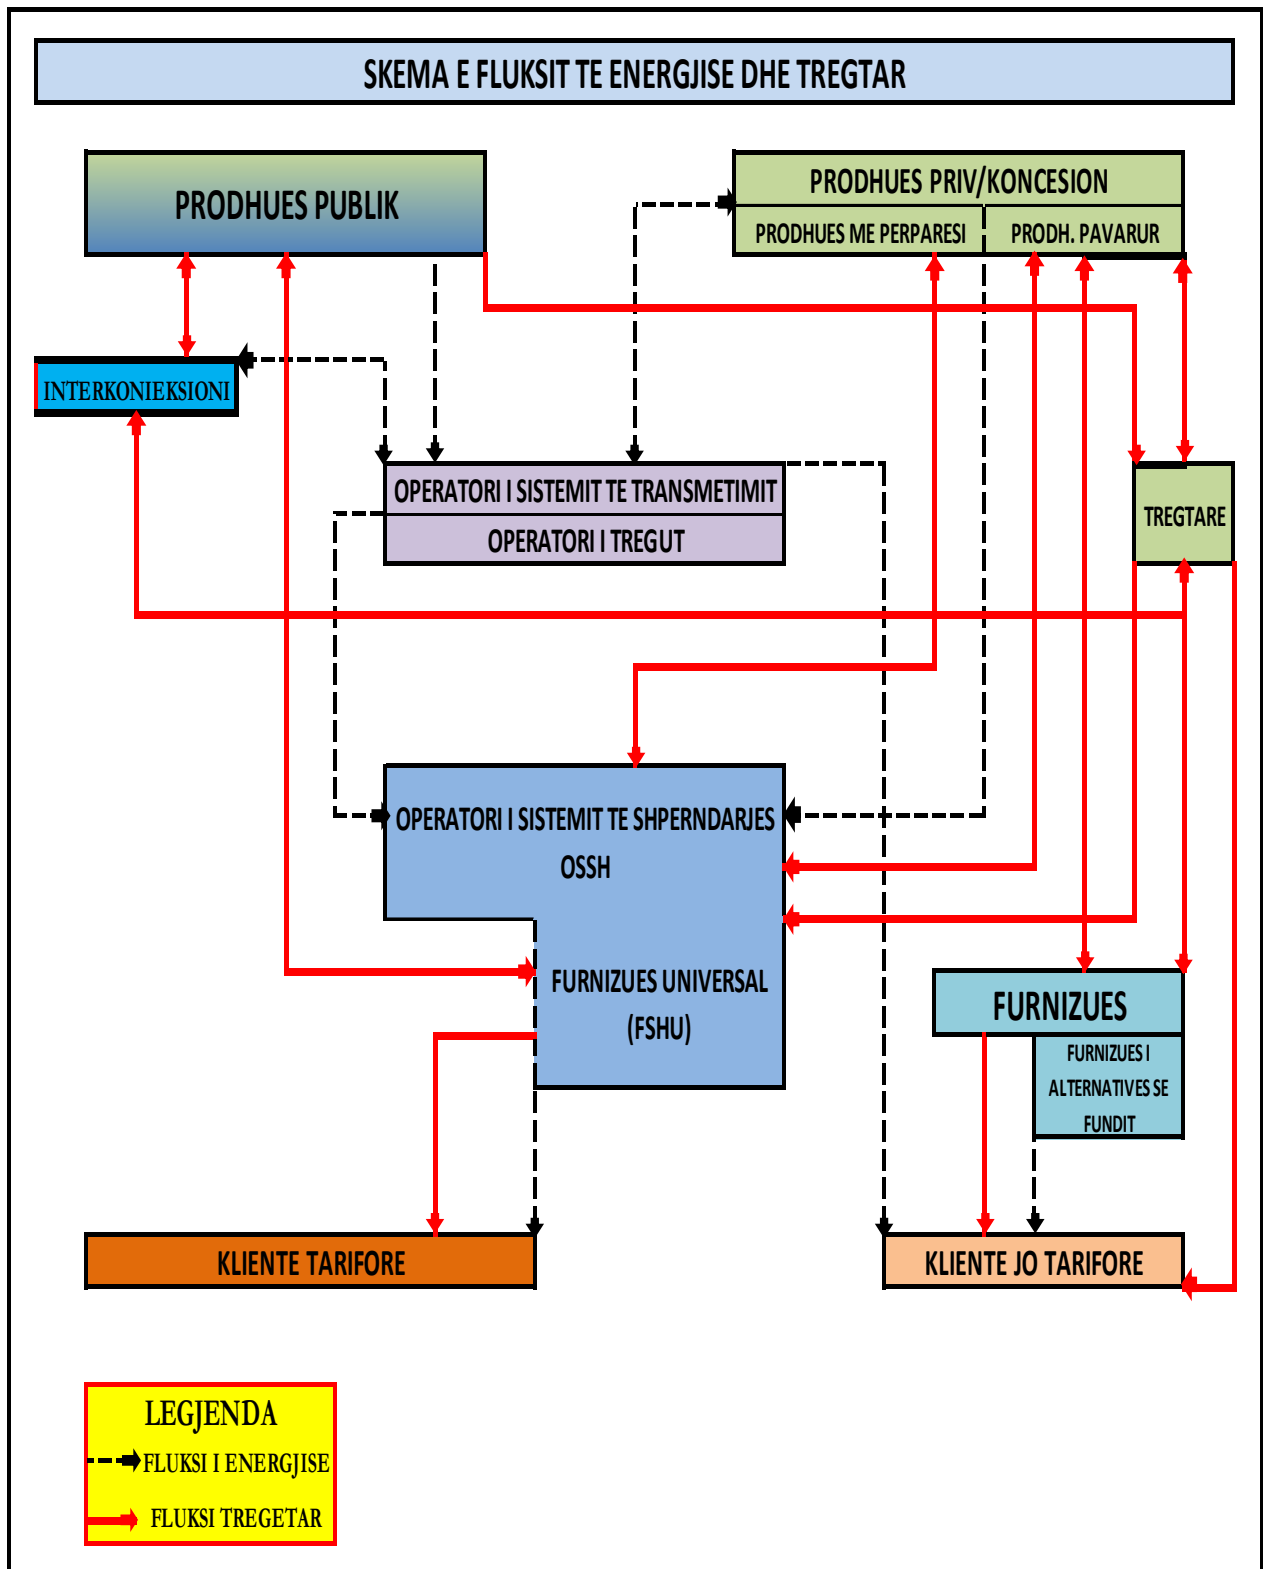 SKEMA E FLUKSIT TE ENERGJISE DHE TREGTAR
PRODHUES PUBLIK
PRODHUES PRIV/KONCESION
PRODHUES ME PERPARESI
PRODH. PAVARUR
INTERKONIEKSIONI
OPERATORI I SISTEMIT TE TRANSMETIMIT
OPERATORI I TREGUT
TREGTARE
OPERATORI I SISTEMIT TE SHPERNDARJES
OSSH
FURNIZUES UNIVERSAL
(FSHU)
FURNIZUES
FURNIZUES I
ALTERNATIVES SE
FUNDIT
KLIENTE TARIFORE
KLIENTE JO TARIFORE
LEGJENDA
FLUKSI I ENERGJISE
FLUKSI TREGETAR